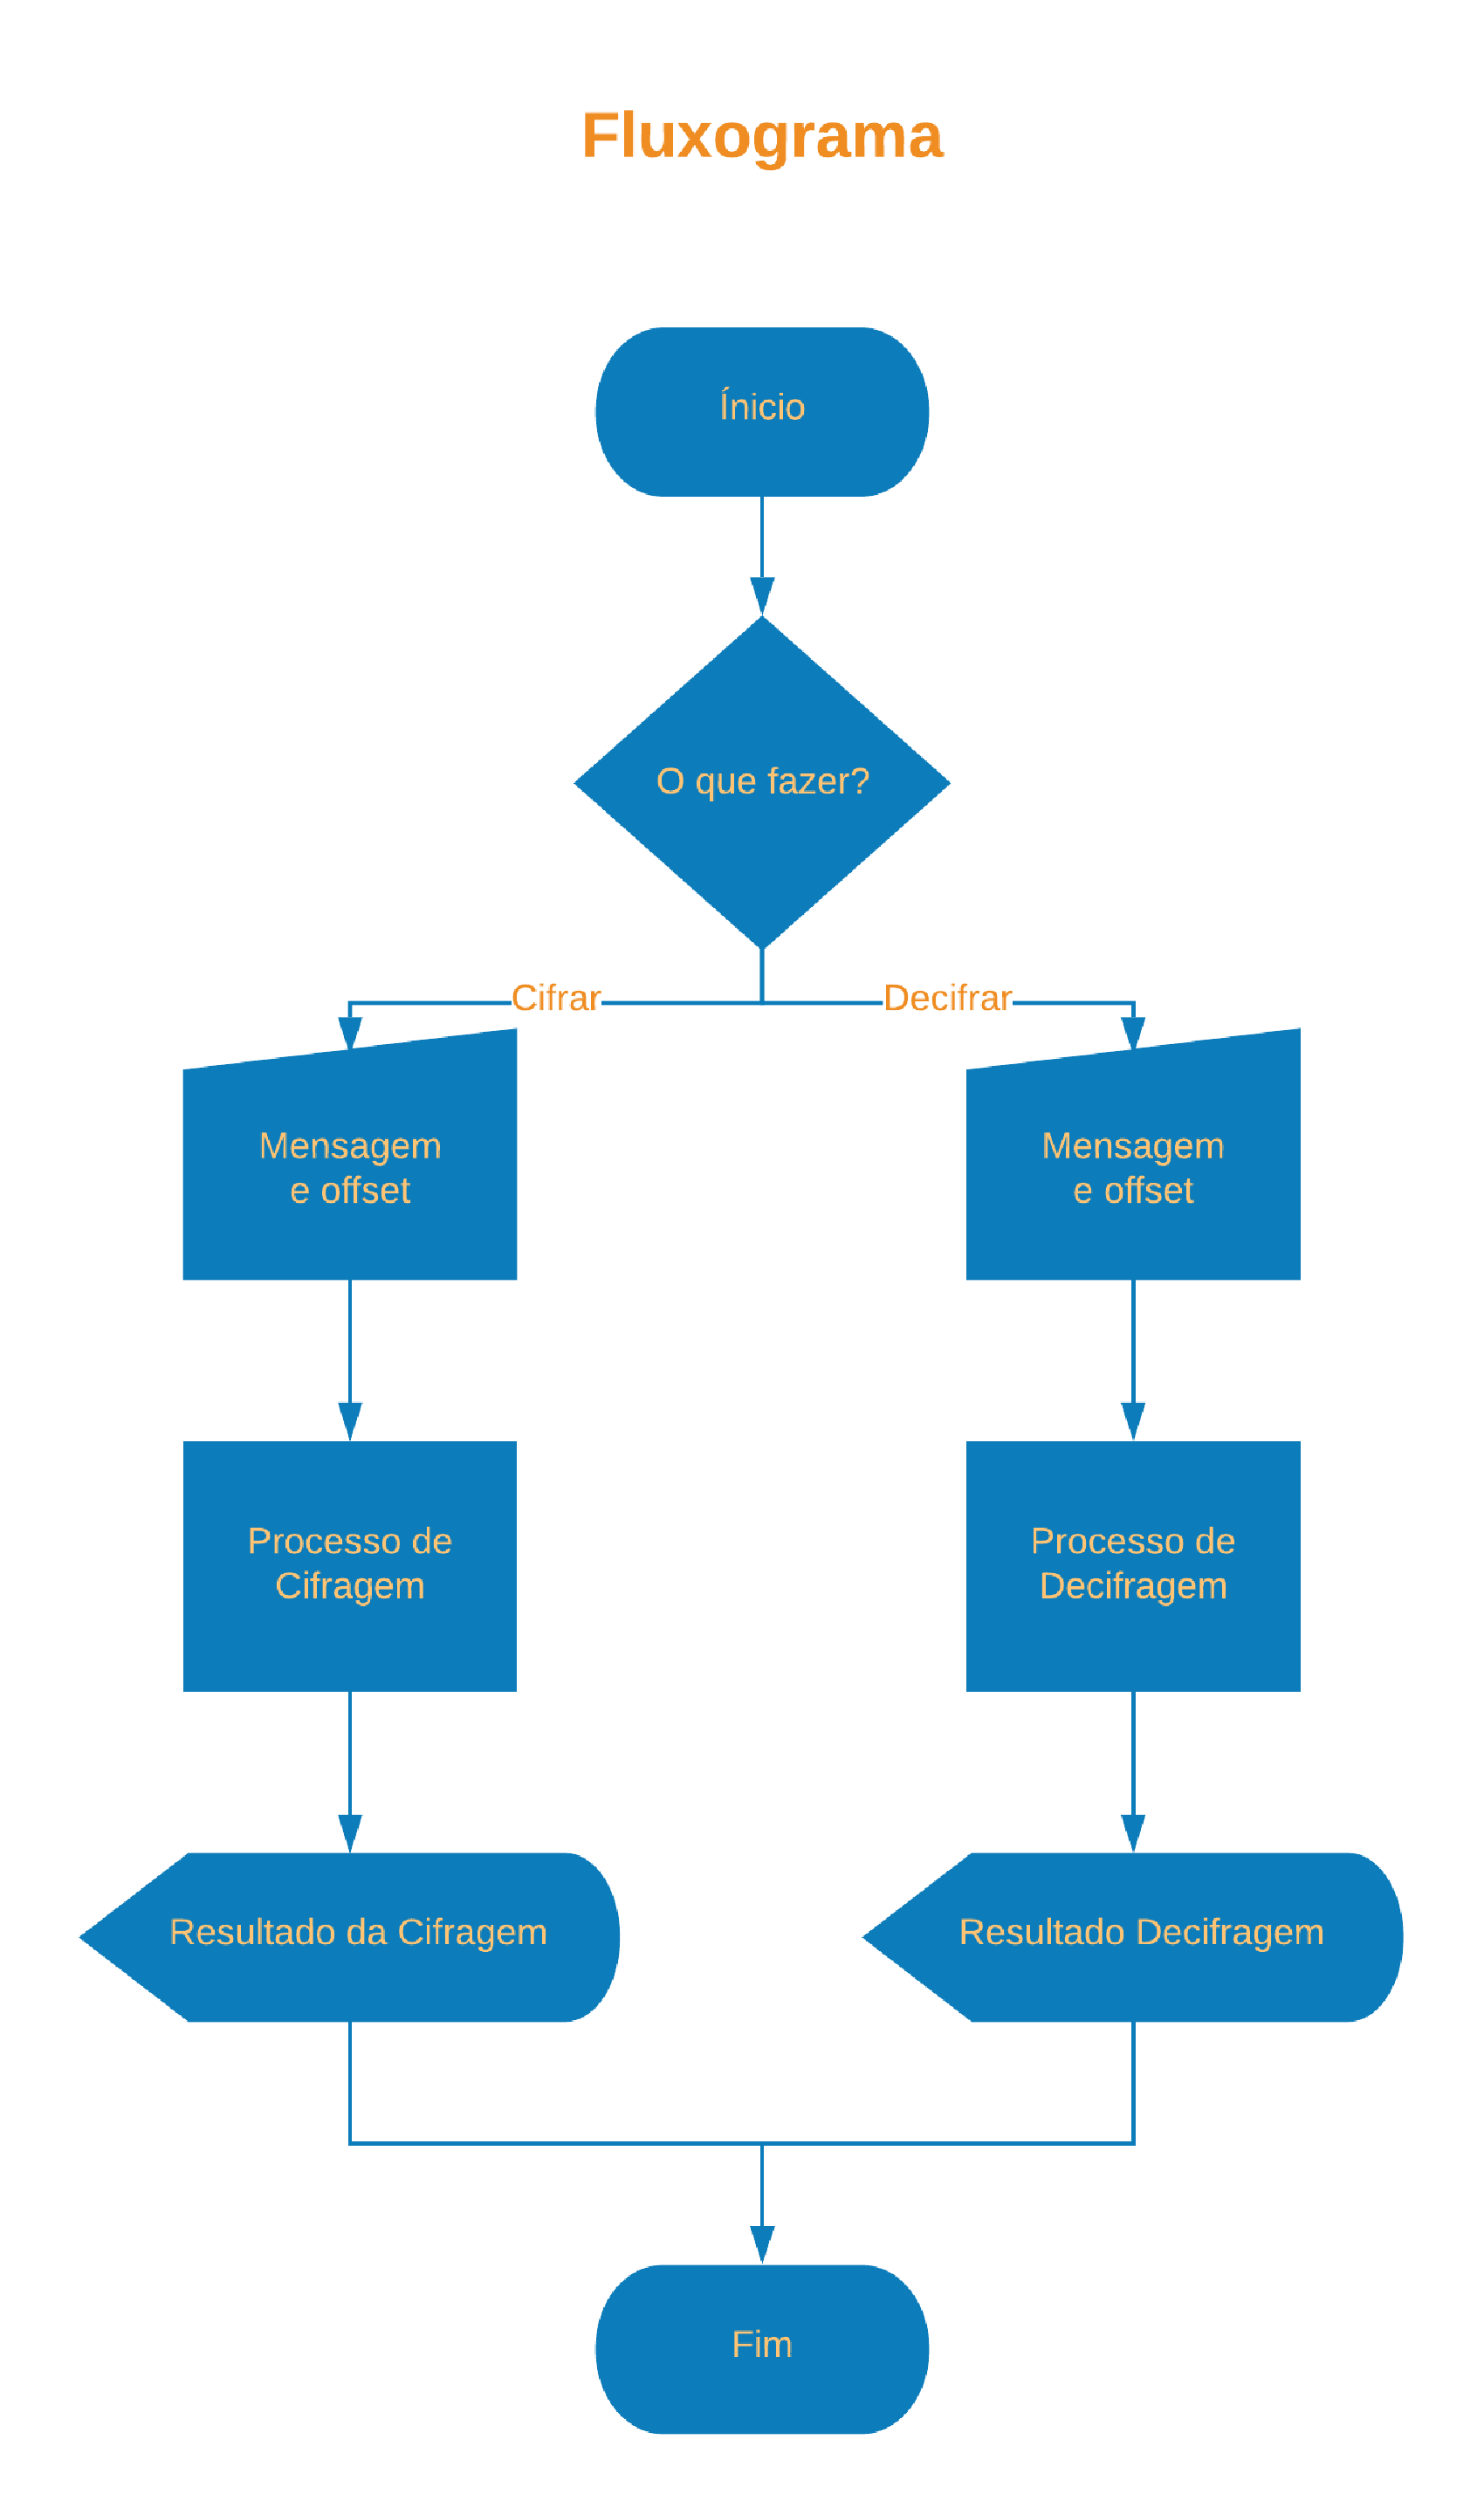 Fluxograma
Ínicio
O que fazer?
Cifrar
Decifrar
Mensagem
e offset
Mensagem
e offset
Processo de
Cifragem
Processo de
Decifragem
Resultado da Cifragem
Resultado Decifragem
Fim